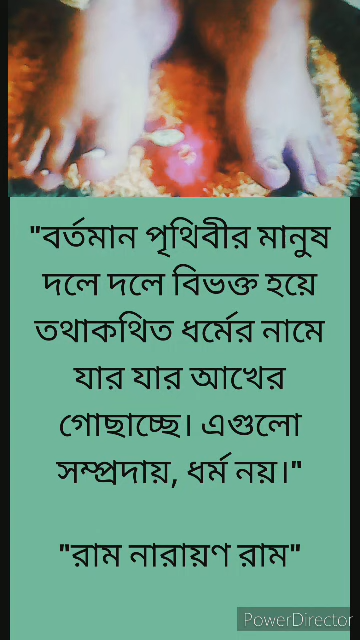 "বর্তমান পৃথিবীর মানুষ
দলে দলে বিভক্ত হয়ে
তথাকথিত ধর্মের নামে
যার যার আখের
গোছাচ্ছে। এগুলো
সম্প্রদায়, ধর্ম নয়।"
"রাম নারায়ণ রাম"
PowerDirector